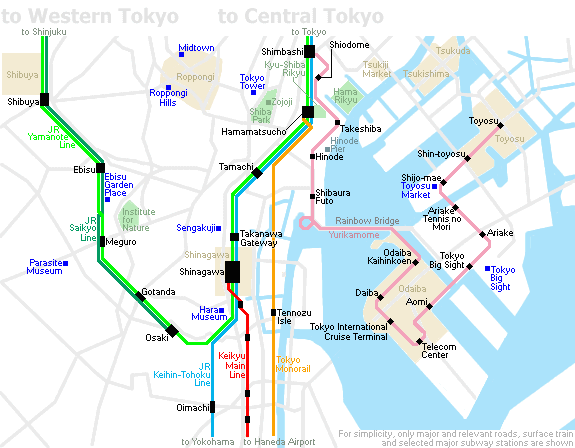 to Western Tokyo
to Central Tokyo
to Shinjuku
to Tokyo
Shiodome
Shimbashi
Midtown
Kyu-Shiba
Rikyu
Tsukiji
Market
Tsukuda
Tsukishima
Shibuya
Roppongi
Tokyo
Tower
Hama
Rikyu
Roppongi
Hills
Shibuya
Zojoji
Shiba
Park
Hamamatsucho
Takeshiba
Toyosu
Toyosu
JR
Yamanote
Line
Hinode
Pier
Hinode
Shin-toyosu
Ebisu
Tamachi
Ebisu
Garden
Place
Shijo-mae
Toyosu
Market
Shibaura
Futo
Institute
for
Nature
JR
Saikyo
Line
Sengakuji
Takanawa
Gateway
Ariake
Tennis no
Mori
Rainbow Bridge
Yurikamome
Ariake
Meguro
Shinagawa
Parasite
Museum
Shinagawa
Odaiba
Kaihinkoen
Tokyo
Big Sight
Tokyo
Big
Sight
Gotanda
Daiba
Odaiba
Aomi
Hara
Museum
Tennozu
Isle
Osaki
Tokyo International
Cruise Terminal
Telecom
Center
JR
Keihin-Tohoku
Line
Keikyu
Main
Line
Tokyo
Monorail
Oimachi
to Yokohama
to Haneda Airport
For simplicity, only major and relevant roads, surface train
and selected major subway stations are shown